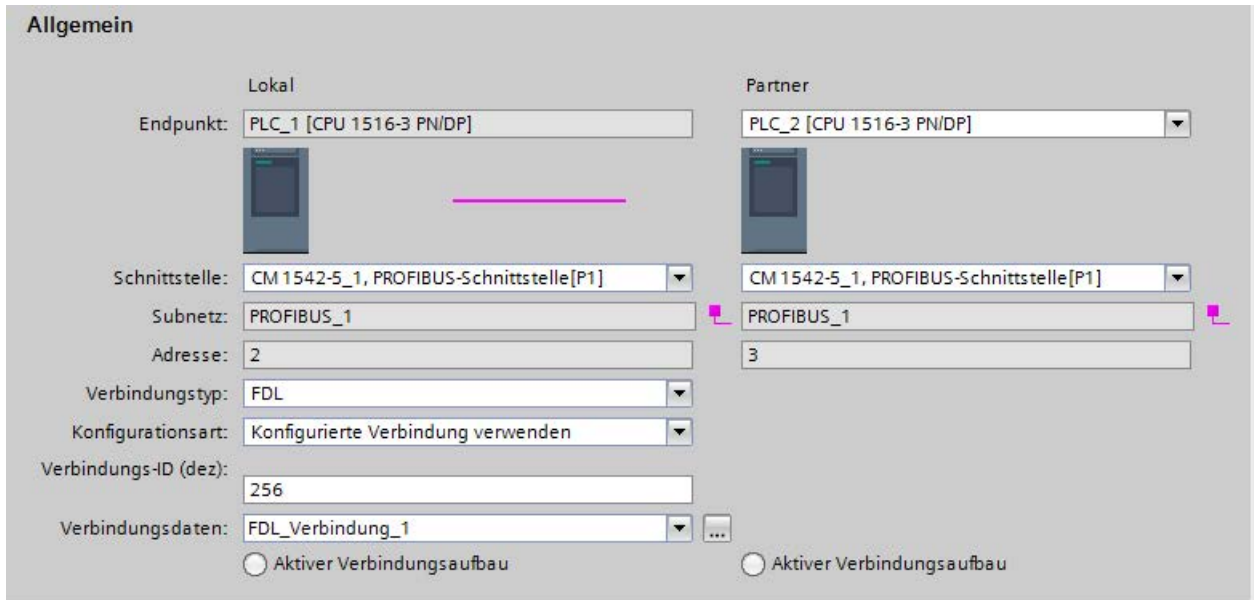 Allgemein
Lokal Partner
Endpunkt: PLC_1 [CPU 1516-3 PN/DP] PLC_2 [CPU 1516-3 PN/DP]
Schnittstelle: CM 1542-5_1, PROFIBUS-Schnittstelle[P1] CM 1542-5_1, PROFIBUS-Schnittstelle[P1]
Subnetz: PROFIBUS_1 PROFIBUS_1
Adresse: 2 3
Verbindungstyp: FDL
Konfigurationsart: Konfigurierte Verbindung verwenden
Verbindungs-ID (dez):
256
Verbindungsdaten: FDL_Verbindung_1 ...
Aktiver Verbindungsaufbau Aktiver Verbindungsaufbau